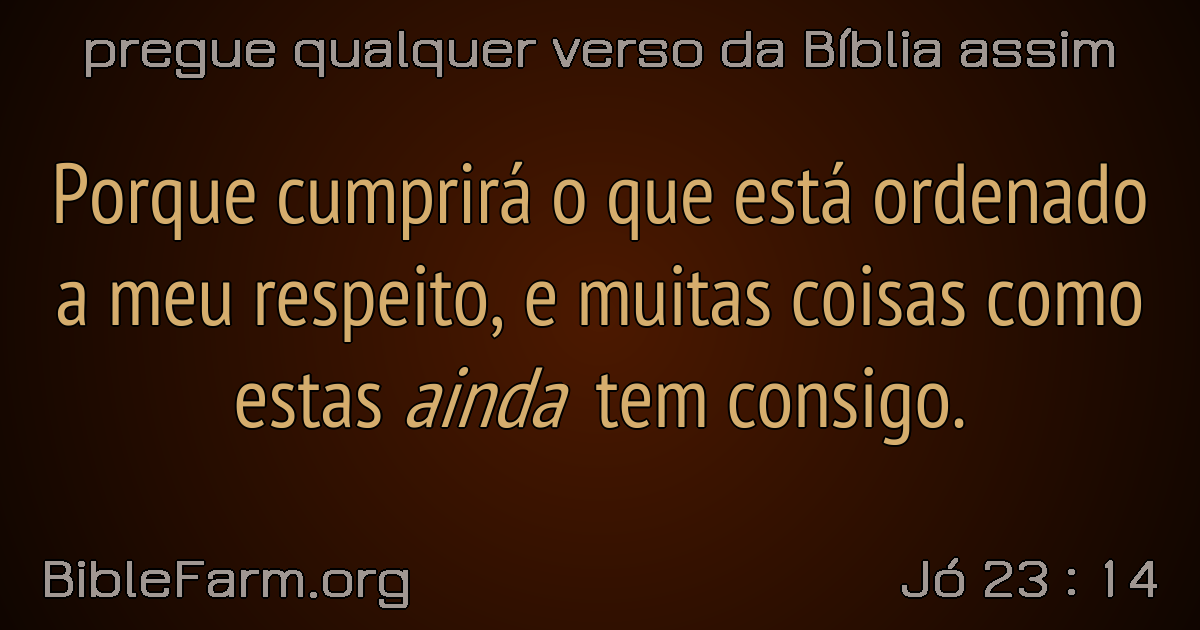 pregue qualquer verso da Bíblia assim
Porque cumprirá o que está ordenado
a meu respeito, e muitas coisas como
estas ainda tem consigo.
BibleFarm.org
Jó 23 : 14